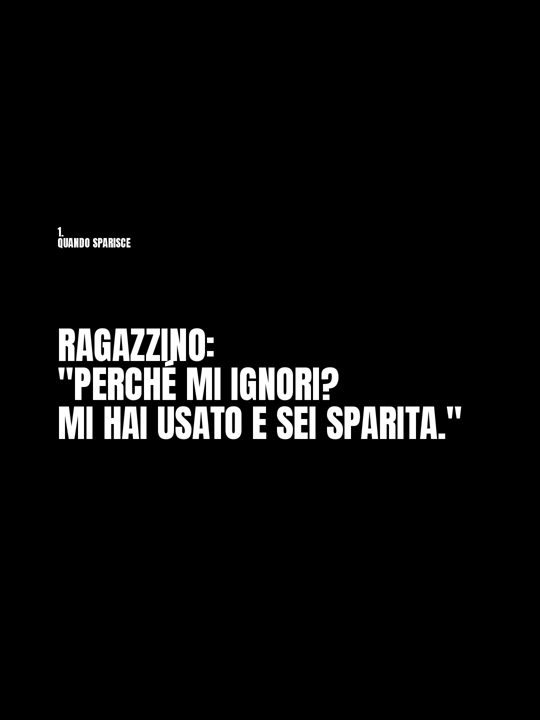 1.
QUANDO SPARISCE
RAGAZZINO:
"PERCHÉ MI IGNORI?
MI HAI USATO E SEI SPARITA."